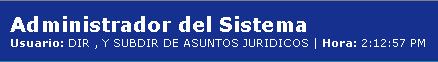 Administrador del Sistema
Usuario: DIR , Y SUBDIR DE ASUNTOS JURIDICOS | Hora: 2:12:57 PM